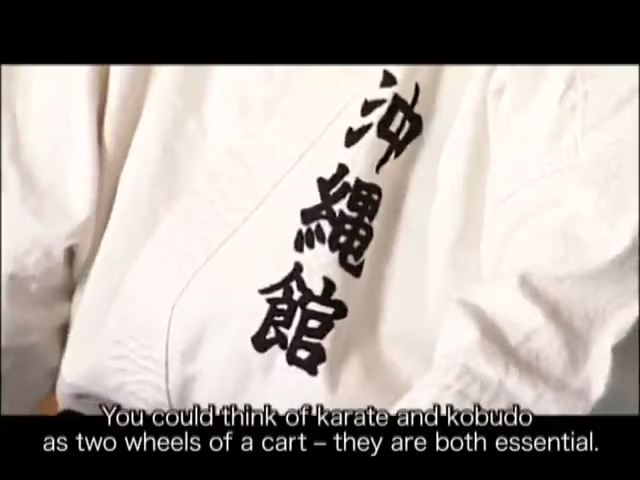 沖縄館
You could think of karate and kobudo
as two wheels of a cart – they are both essential.